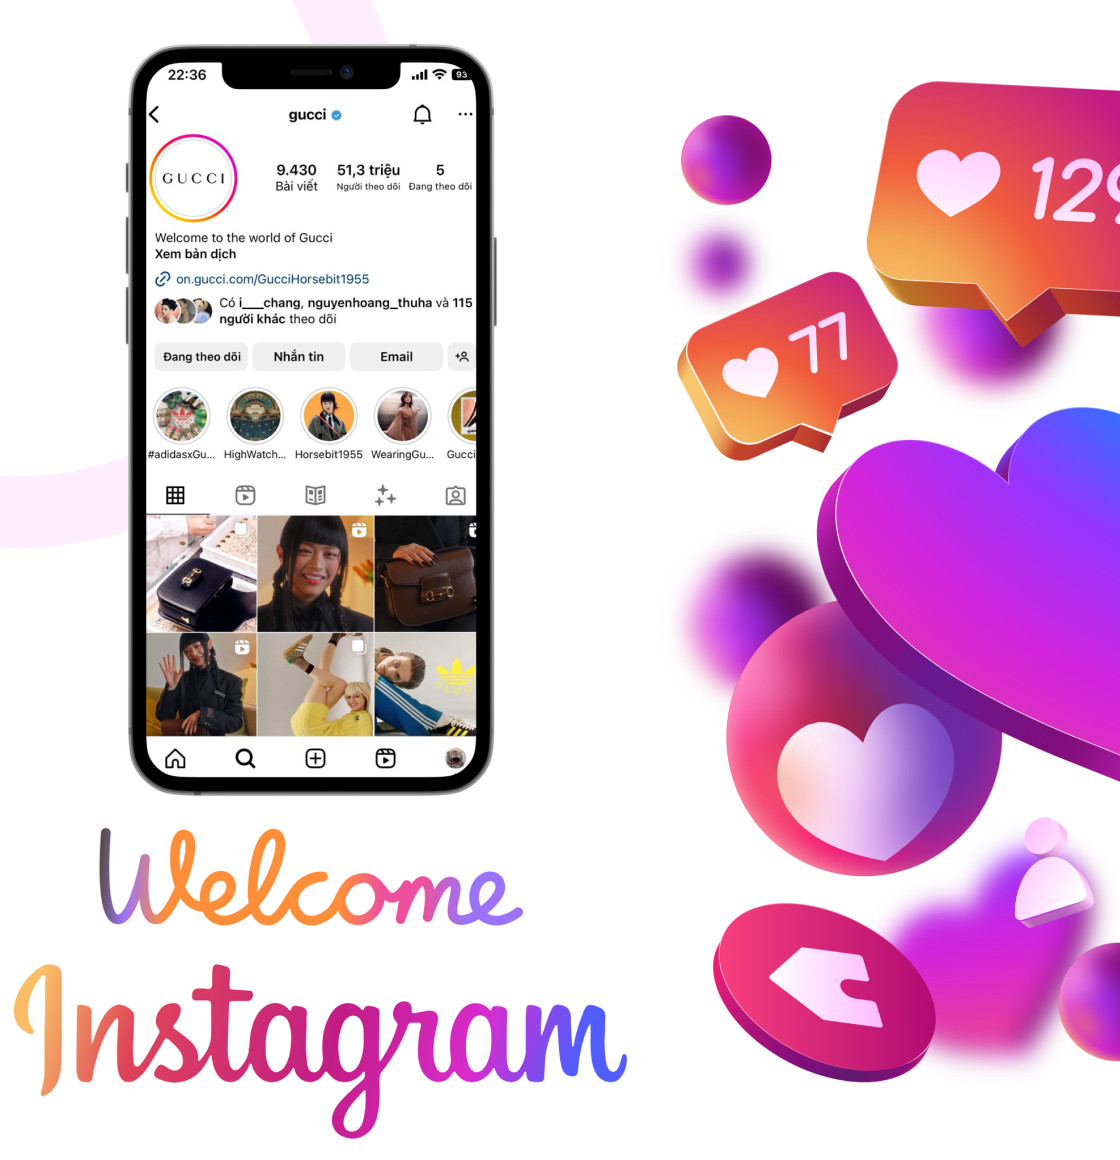 22:36
93
gucci
GUCCI
9.430 51,3 triệu 5
Bài viết Người theo dõi Đang theo dõi
Welcome to the world of Gucci
Xem bản dịch
on.gucci.com/GucciHorsebit1955
Có i___chang, nguyenhoang_thuha và 115
người khác theo dõi
Đang theo dõi Nhắn tin Email
#adidasxGu... HighWatch... Horsebit1955 WearingGu... Gucci
GUCCI
129
77
Welcome
Instagram